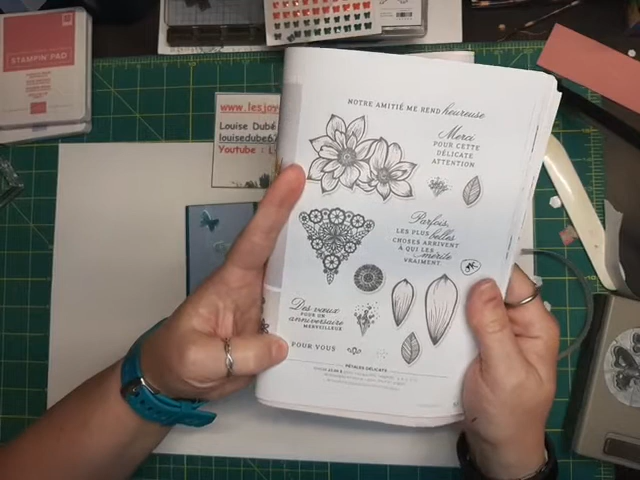 STAMPIN' PAD
www.lesjoy
Louise Dubé
louisedube67
Youtube : L
NOTRE AMITIÉ ME REND heureuse
Merci
POUR CETTE
DÉLICATE
ATTENTION
Parfois,
LES PLUS belles
CHOSES ARRIVENT
À QUI LES
mérite
VRAIMENT
Des vœux
POUR UN
anniversaire
MERVEILLEUX
POUR VOUS
PÉTALES DÉLICATS